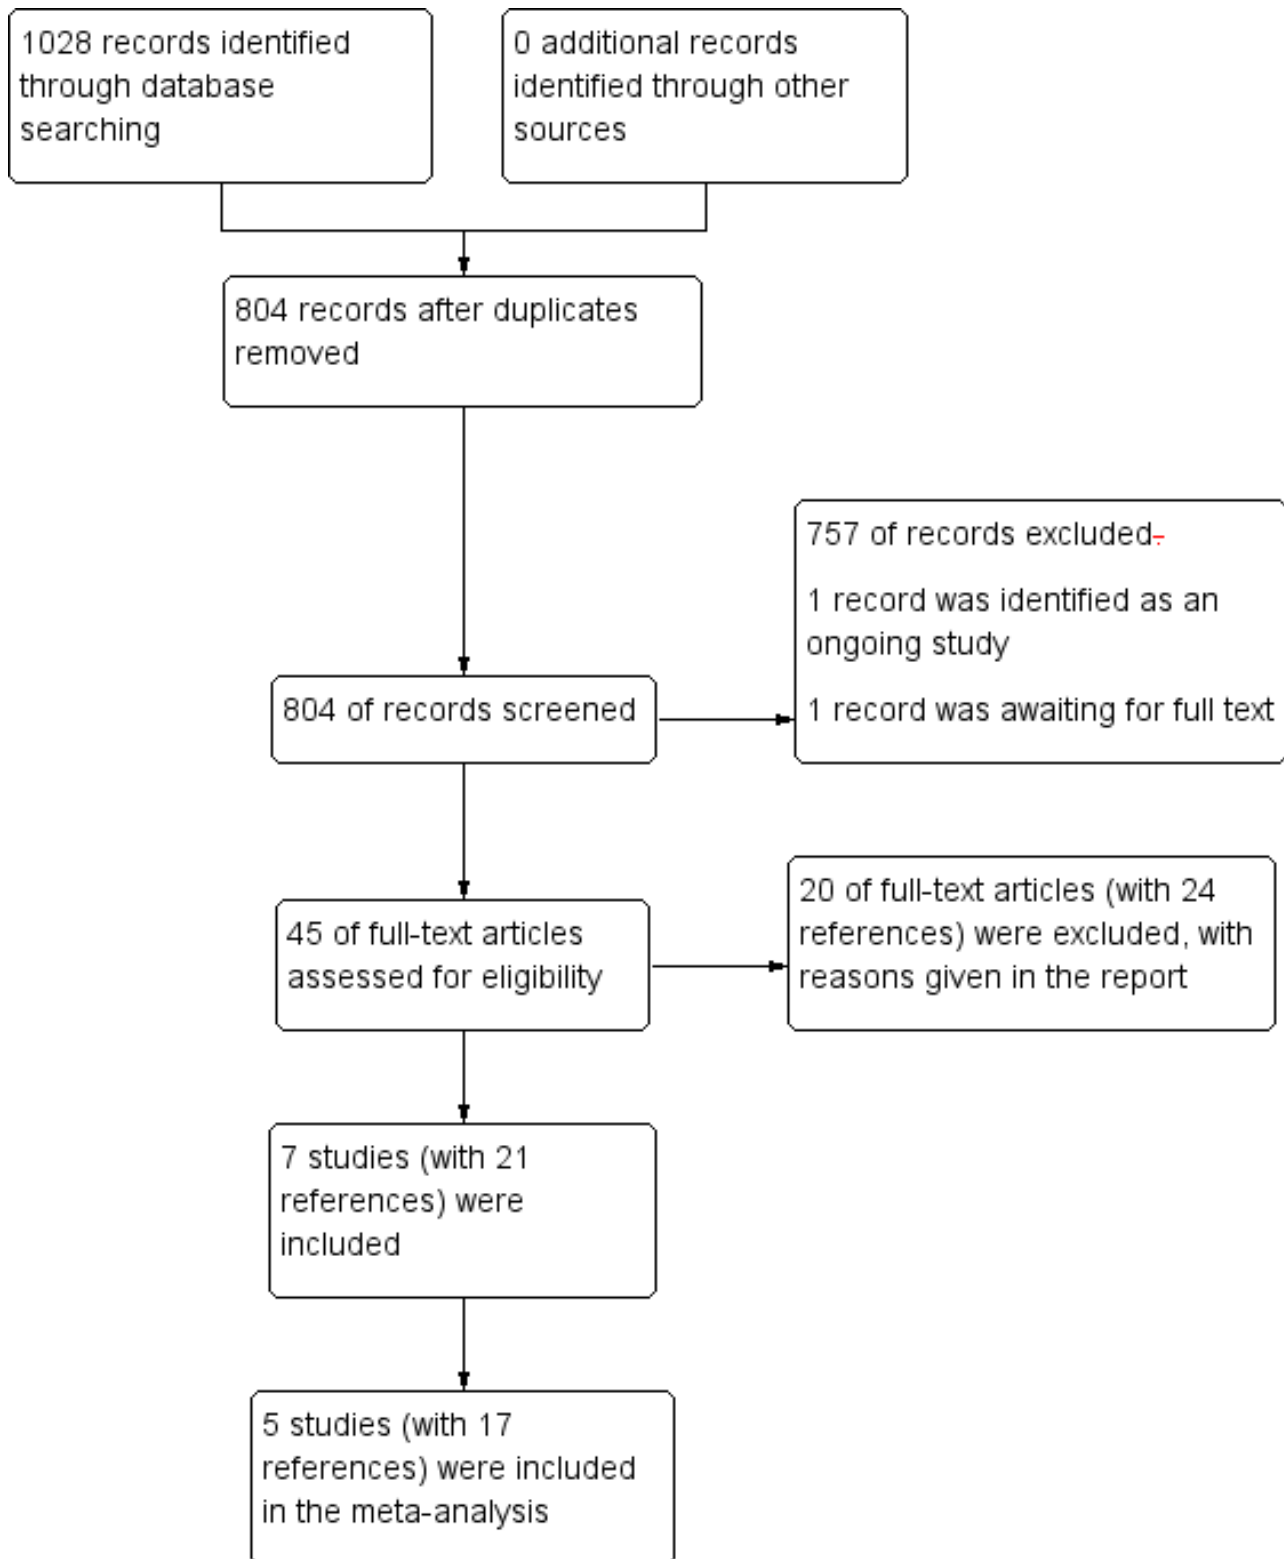 1028 records identified
through database
searching
0 additional records
identified through other
sources
804 records after duplicates
removed
757 of records excluded.
1 record was identified as an
ongoing study
1 record was awaiting for full text
804 of records screened
45 of full-text articles
assessed for eligibility
20 of full-text articles (with 24
references) were excluded, with
reasons given in the report
7 studies (with 21
references) were
included
5 studies (with 17
references) were included
in the meta-analysis